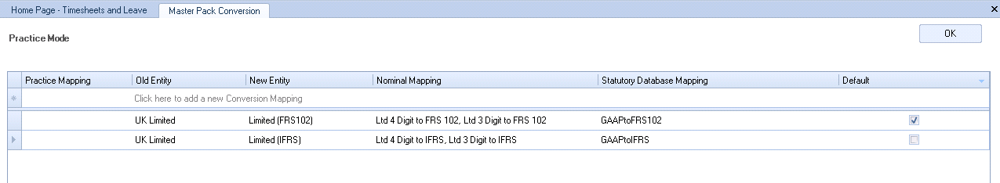 Home Page - Timesheets and Leave Master Pack Conversion
Practice Mode OK
Practice Mapping Old Entity New Entity Nominal Mapping Statutory Database Mapping Default
Click here to add a new Conversion Mapping
UK Limited Limited (FRS102) Ltd 4 Digit to FRS 102, Ltd 3 Digit to FRS 102 GAAPtoFRS102
UK Limited Limited (IFRS) Ltd 4 Digit to IFRS, Ltd 3 Digit to IFRS GAAPtoIFRS